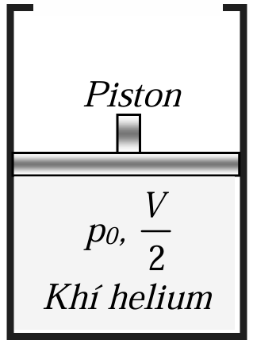 Piston
p0, V/2
Khí helium